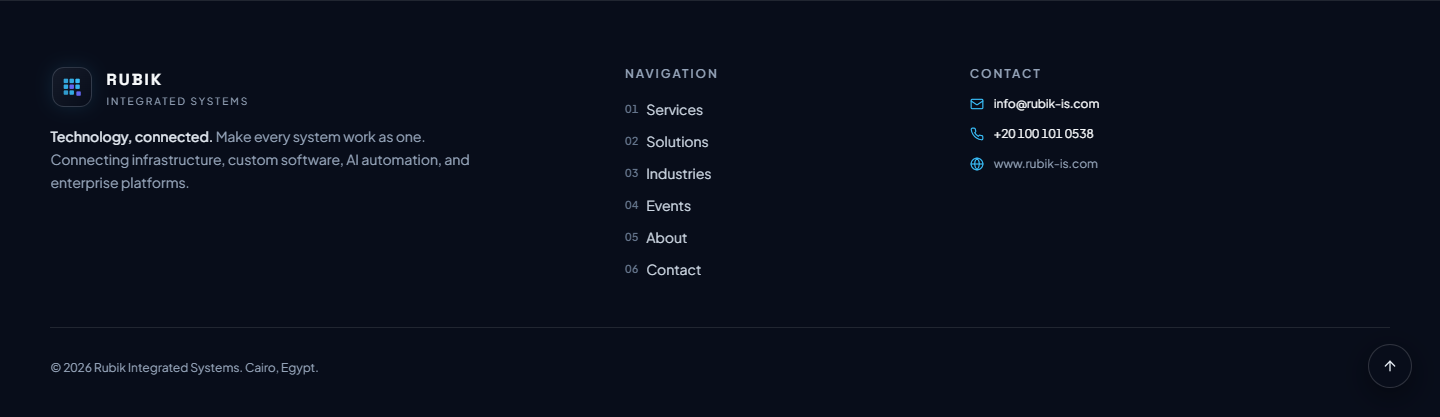 RUBIK
INTEGRATED SYSTEMS
Technology, connected. Make every system work as one.
Connecting infrastructure, custom software, AI automation, and
enterprise platforms.
NAVIGATION
01 Services
02 Solutions
03 Industries
04 Events
05 About
06 Contact
CONTACT
info@rubik-is.com
+20 100 101 0538
www.rubik-is.com
© 2026 Rubik Integrated Systems. Cairo, Egypt.